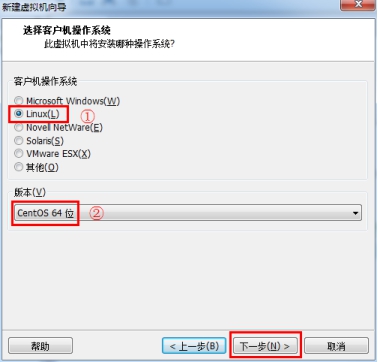 新建虚拟机向导
选择客户机操作系统
此虚拟机中将安装哪种操作系统?
客户机操作系统
Microsoft Windows(W)
Linux(L) ①
Novell NetWare(E)
Solaris(S)
VMware ESX(X)
其他(O)
版本(V)
CentOS 64 位 ②
帮助 < 上一步(B) 下一步(N) > 取消